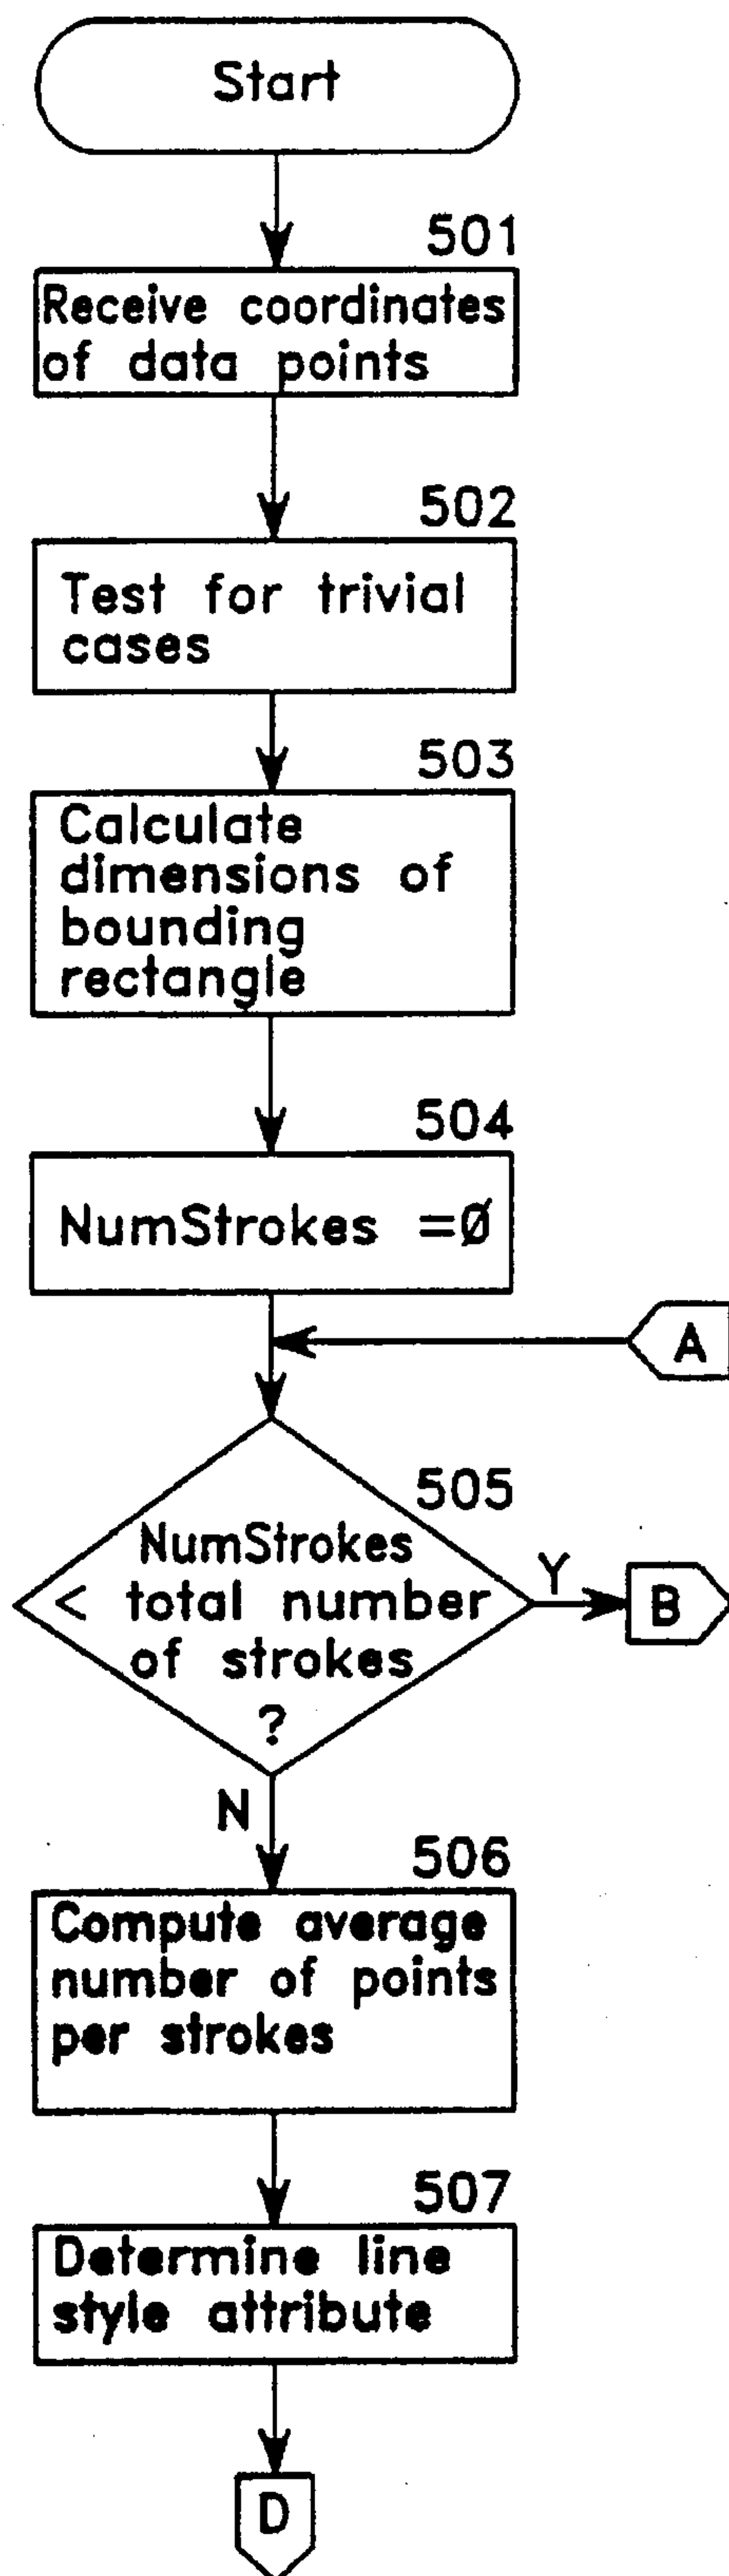 Start
501
Receive coordinates
of data points
502
Test for trivial
cases
503
Calculate
dimensions of
bounding
rectangle
504
NumStrokes =Ø
A
505
NumStrokes
< total number
of strokes
?
Y
B
N
506
Compute average
number of points
per strokes
507
Determine line
style attribute
D